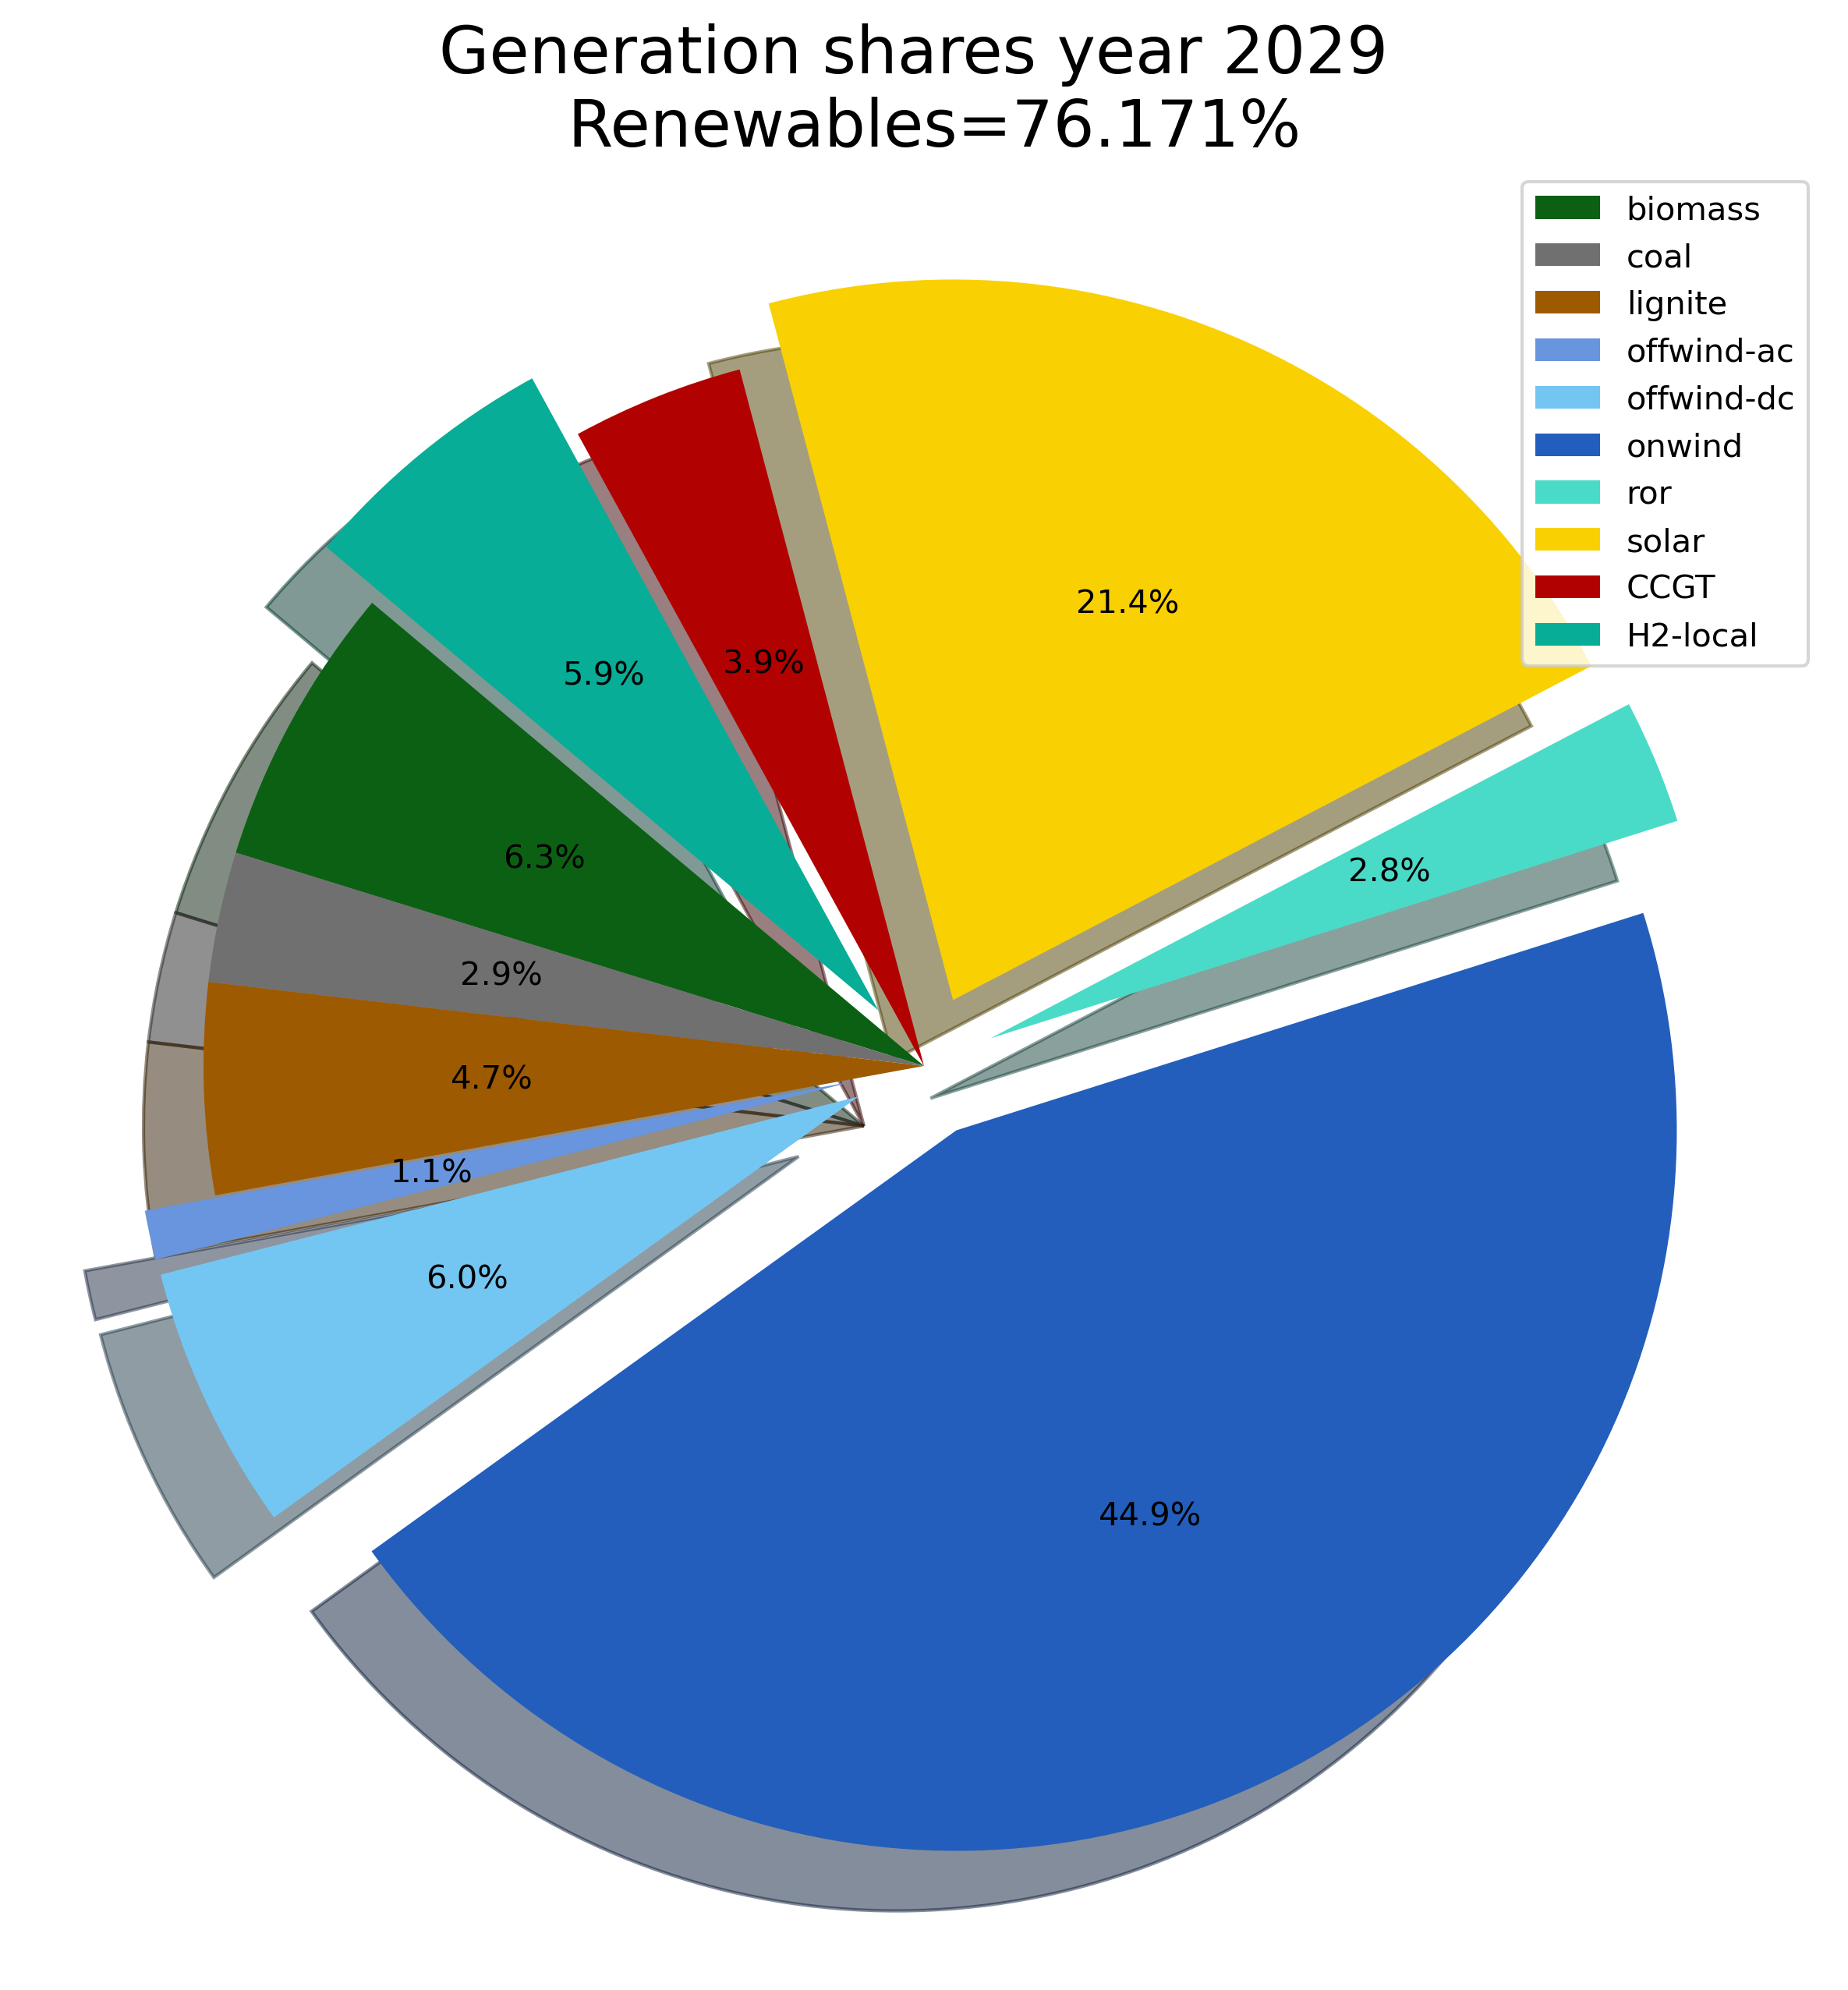 Generation shares year 2029
Renewables=76.171%
biomass
coal
lignite
offwind-ac
offwind-dc
onwind
ror
solar
CCGT
H2-local
21.4%
3.9%
5.9%
6.3%
2.8%
2.9%
4.7%
1.1%
6.0%
44.9%